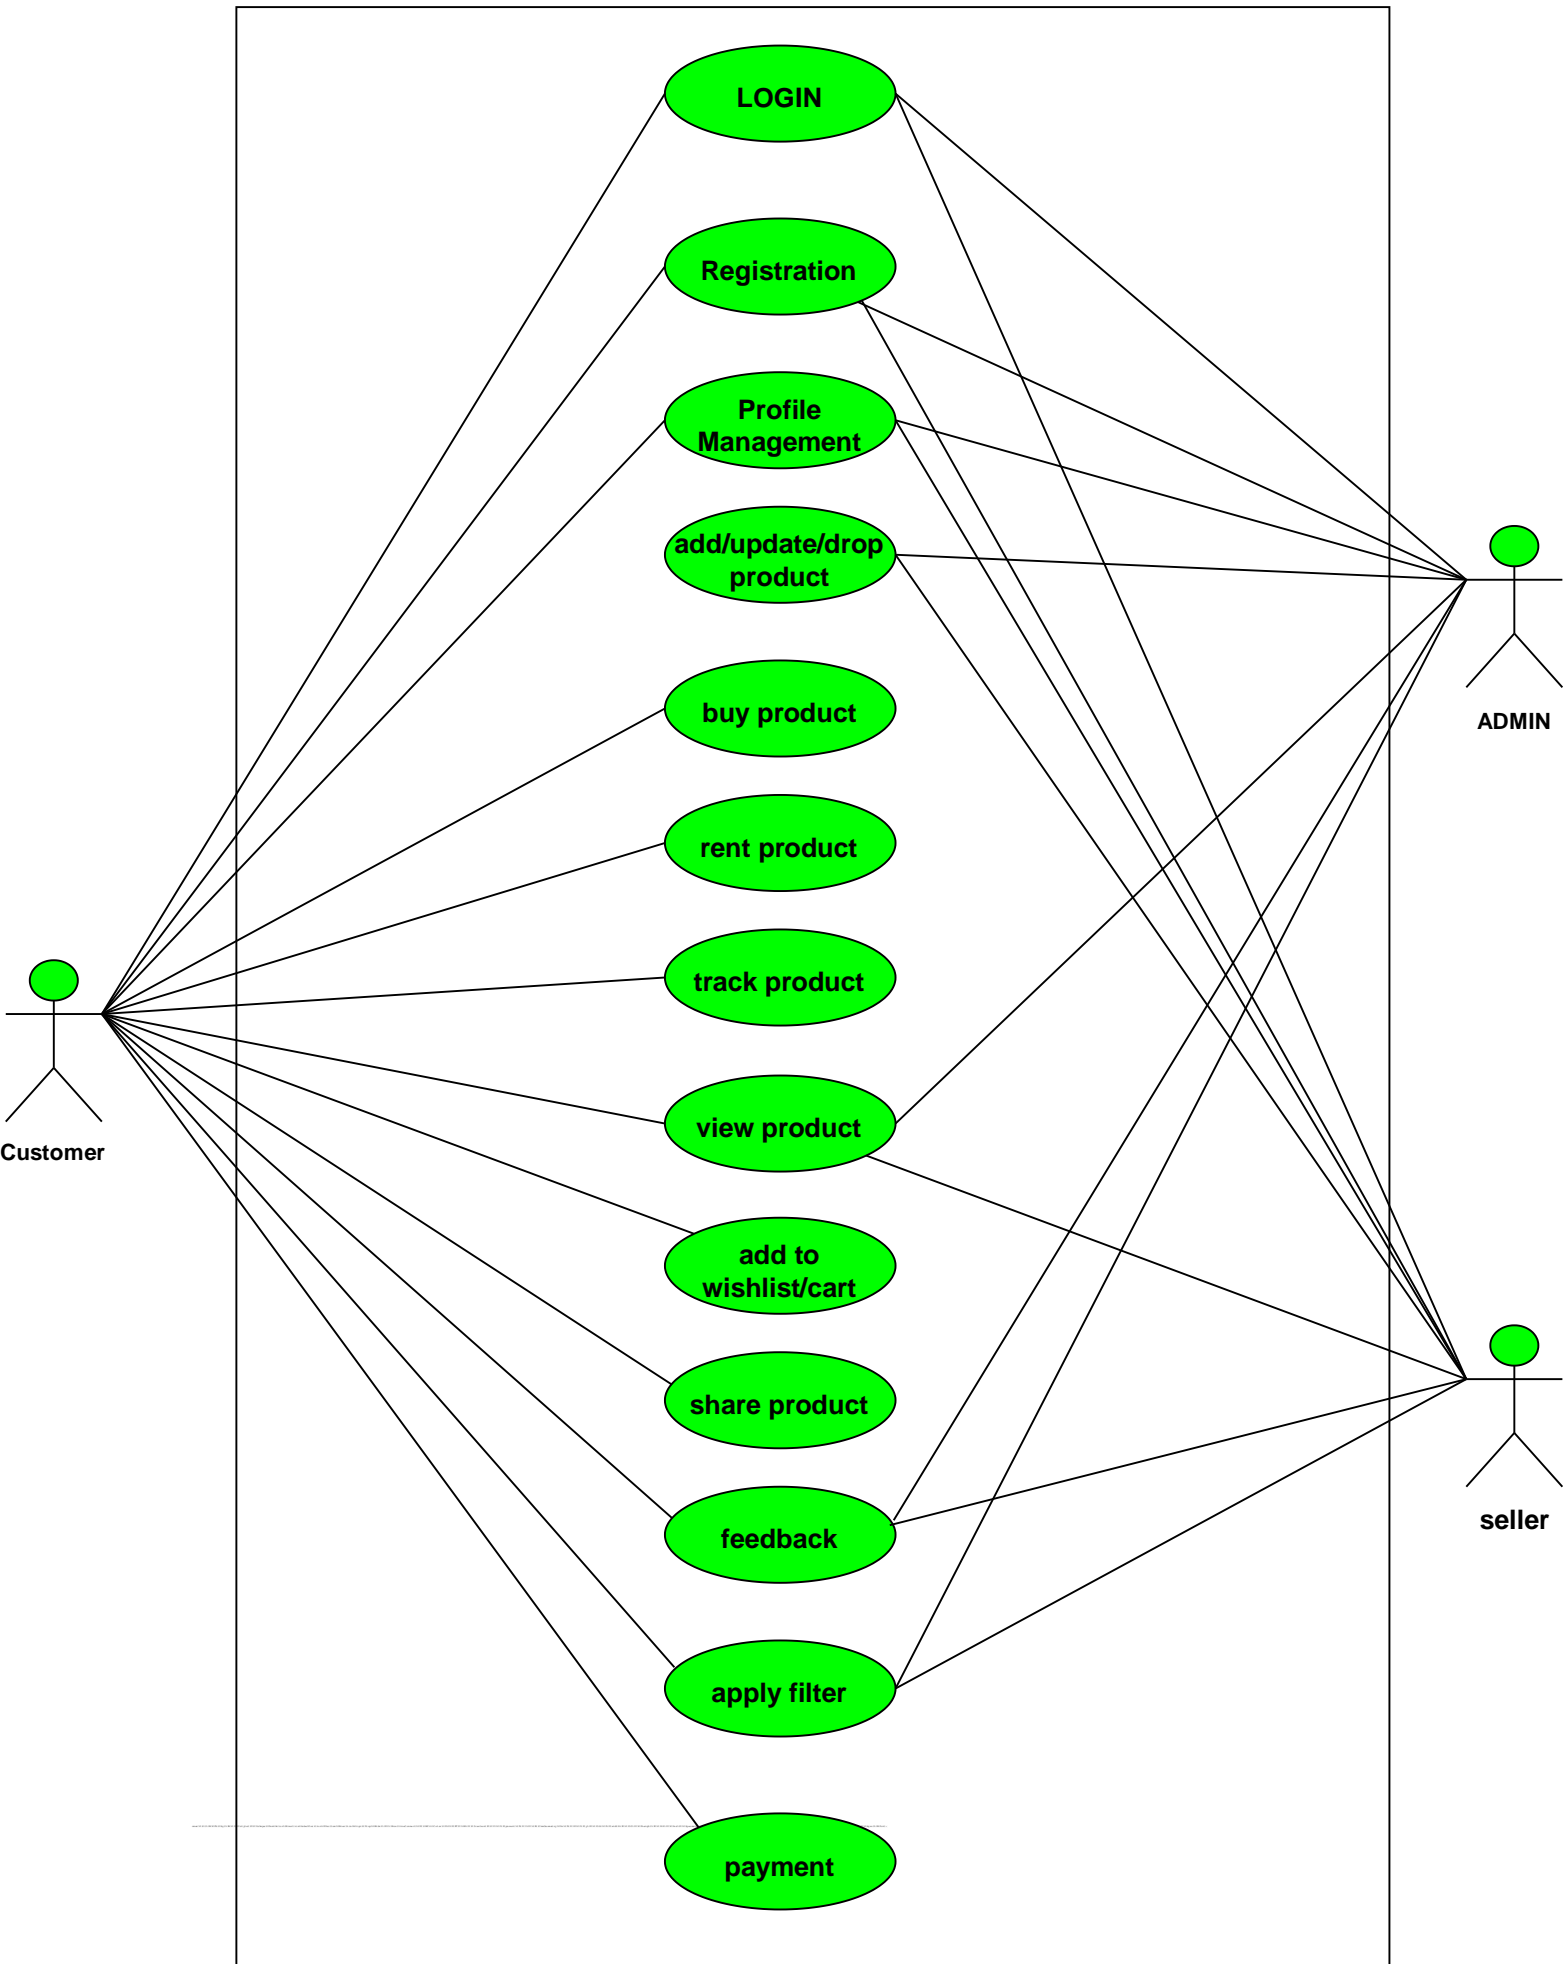 LOGIN
Registration
Profile
Management
add/update/drop
product
buy product
ADMIN
rent product
track product
view product
Customer
add to
wishlist/cart
share product
seller
feedback
apply filter
payment